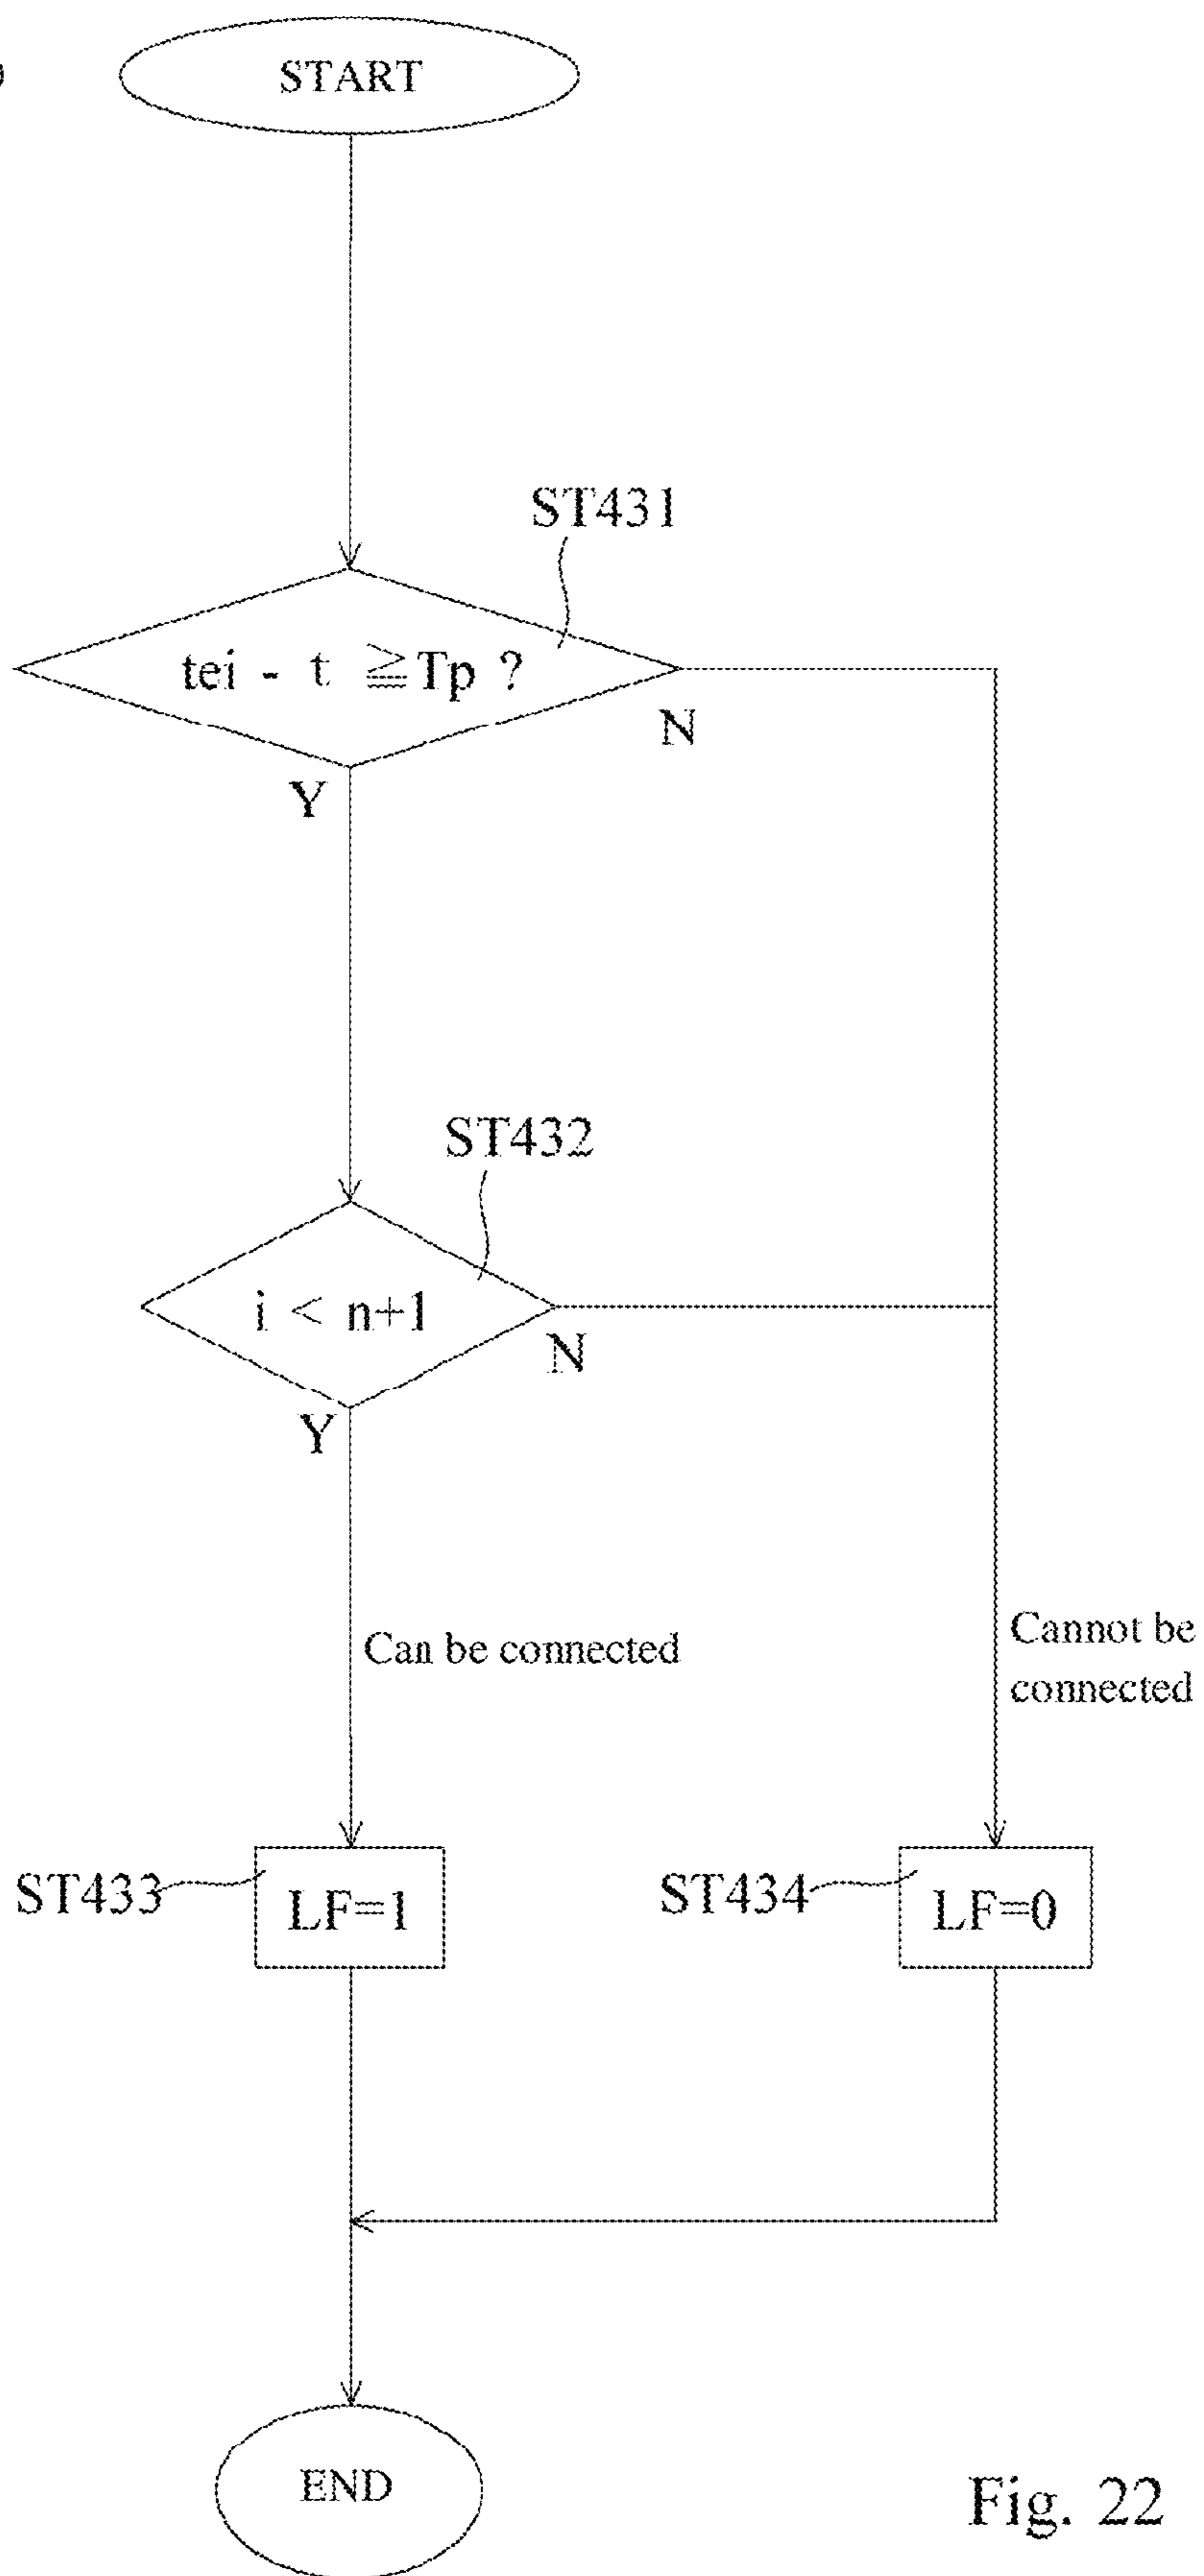 START
ST431
tei - t ≧Tp ?
N
Y
ST432
i < n+1
N
Y
Can be connected
Cannot be
connected
ST433
LF=1
ST434
LF=0
END
Fig. 22